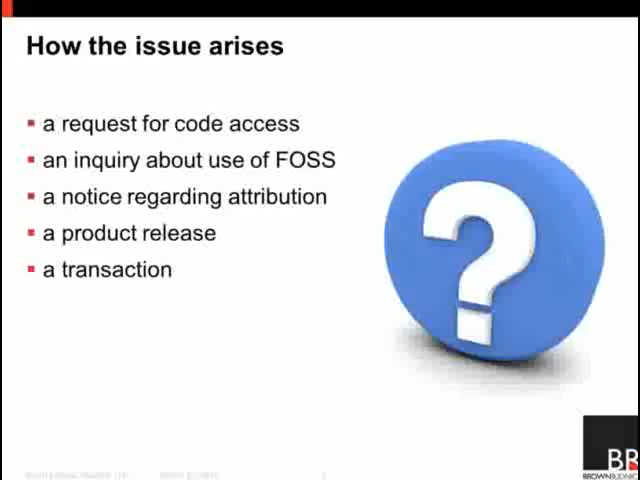 How the issue arises
a request for code access
an inquiry about use of FOSS
a notice regarding attribution
a product release
a transaction
BR